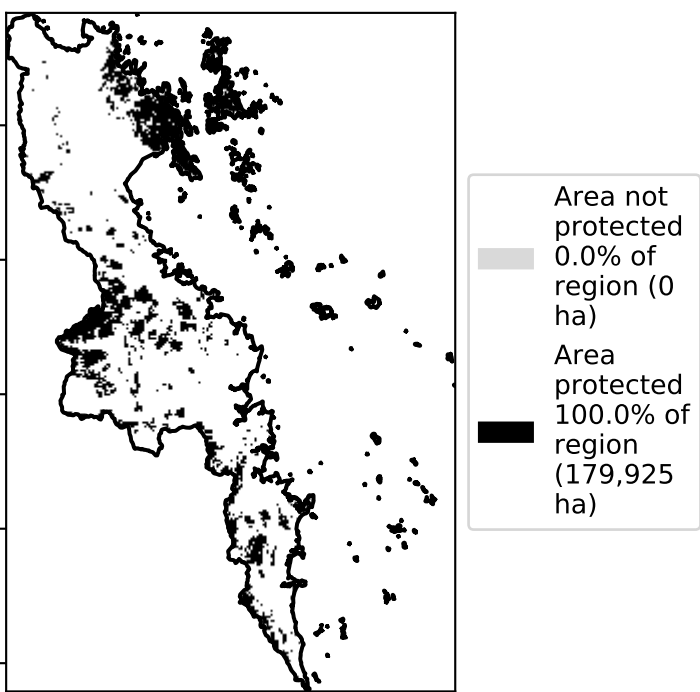 Area not
protected
0.0% of
region (0
ha)
Area
protected
100.0% of
region
(179,925
ha)